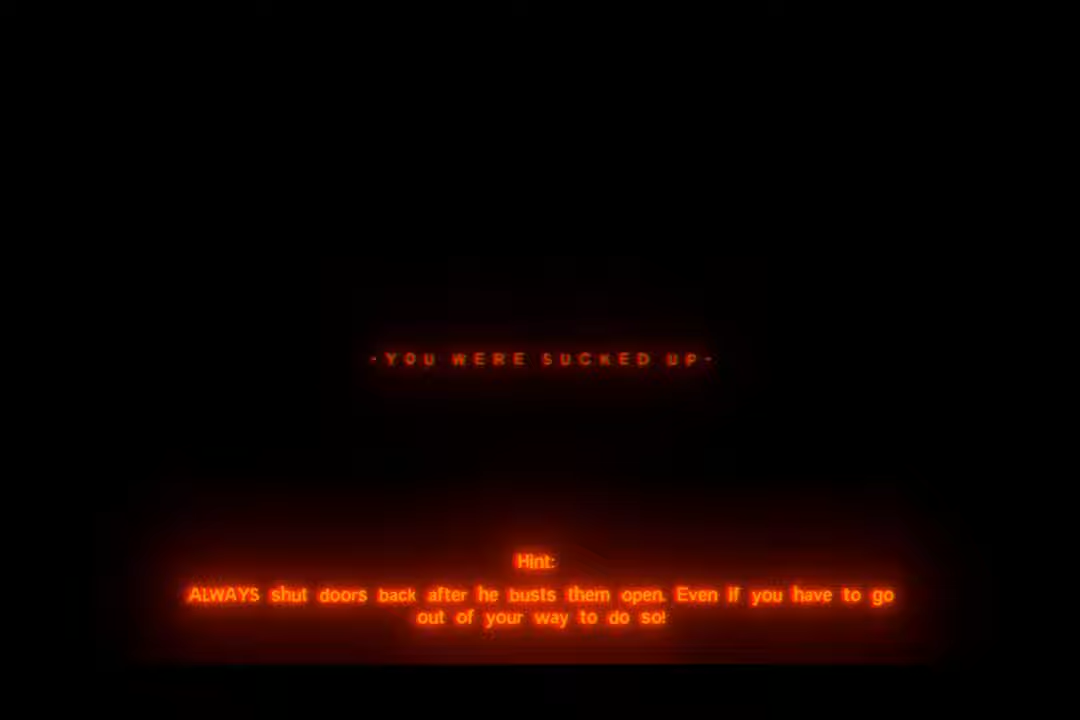 -YOU WERE SUCKED UP-
Hint:
ALWAYS shut doors back after he busts them open. Even if you have to go
out of your way to do so!